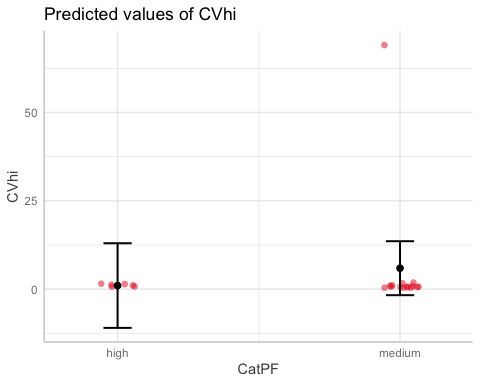 Predicted values of CVhi
50
25
0
CVhi
high
medium
CatPF